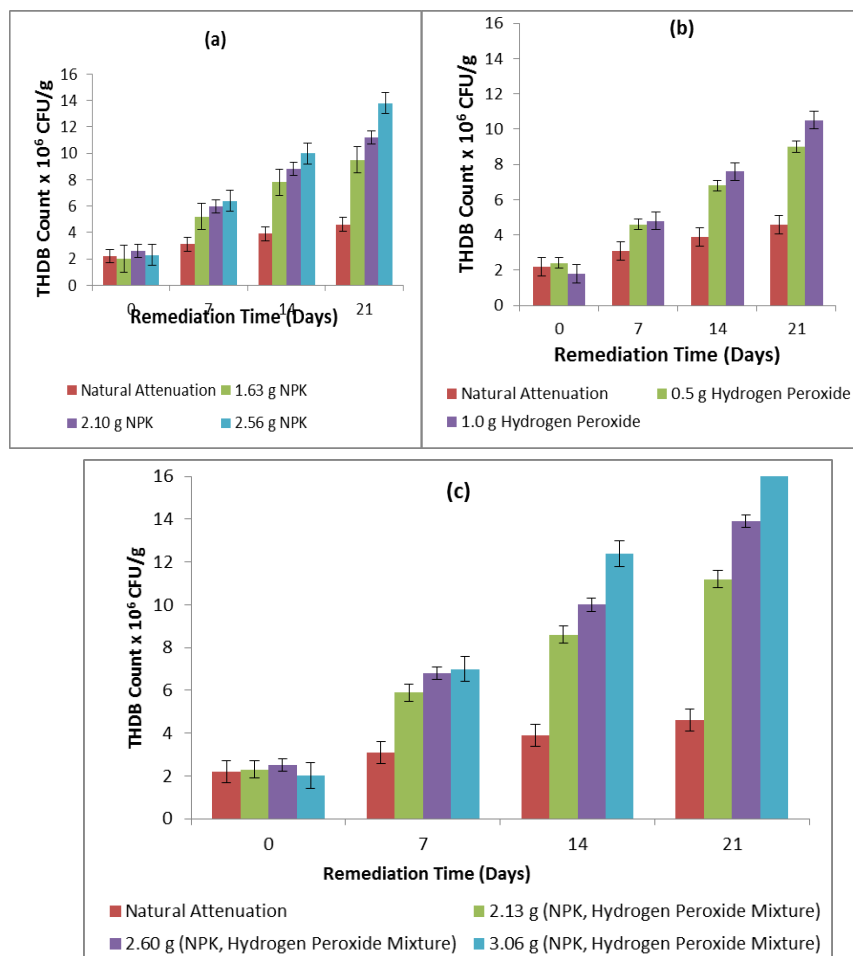 (a)
THDB Count x 10⁶ CFU/g
16
14
12
10
8
6
4
2
0
0 7 14 21
Remediation Time (Days)
Natural Attenuation 1.63 g NPK
2.10 g NPK 2.56 g NPK
(b)
THDB Count x 10⁶ CFU/g
16
14
12
10
8
6
4
2
0
0 7 14 21
Remediation Time (Days)
Natural Attenuation 0.5 g Hydrogen Peroxide
1.0 g Hydrogen Peroxide
(c)
THDB Count x 10⁶ CFU/g
16
14
12
10
8
6
4
2
0
0 7 14 21
Remediation Time (Days)
Natural Attenuation 2.13 g (NPK, Hydrogen Peroxide Mixture)
2.60 g (NPK, Hydrogen Peroxide Mixture) 3.06 g (NPK, Hydrogen Peroxide Mixture)